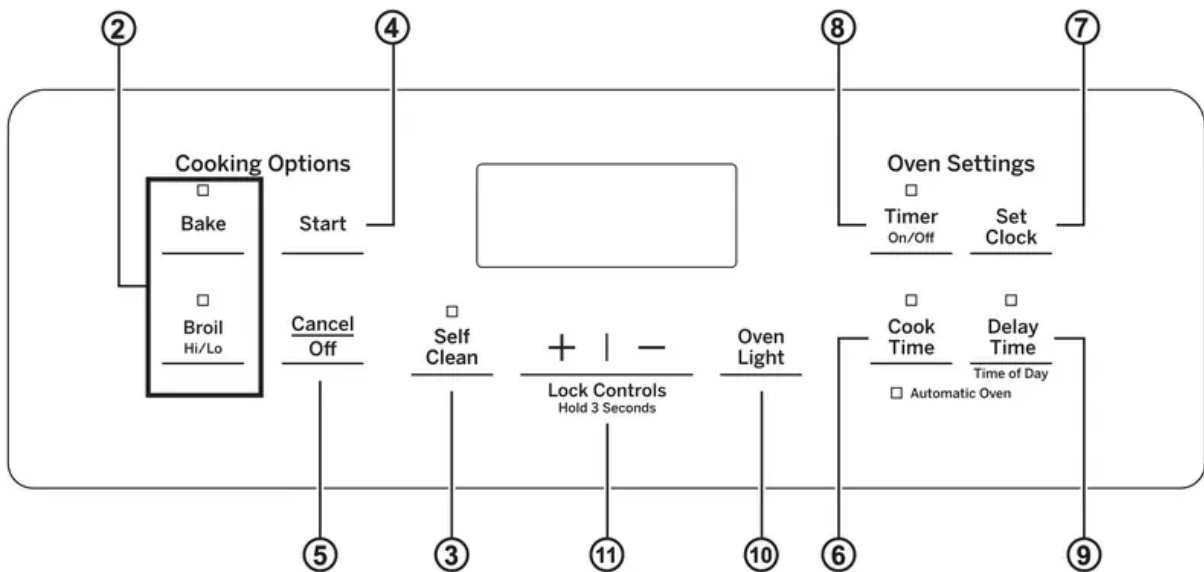 2
4
8
7
Cooking Options
Oven Settings
Bake
Start
Timer
On/Off
Set
Clock
Broil
Hi/Lo
Cancel
Off
Self
Clean
+ | −
Lock Controls
Hold 3 Seconds
Oven
Light
Cook
Time
Delay
Time
Time of Day
Automatic Oven
5
3
11
10
6
9